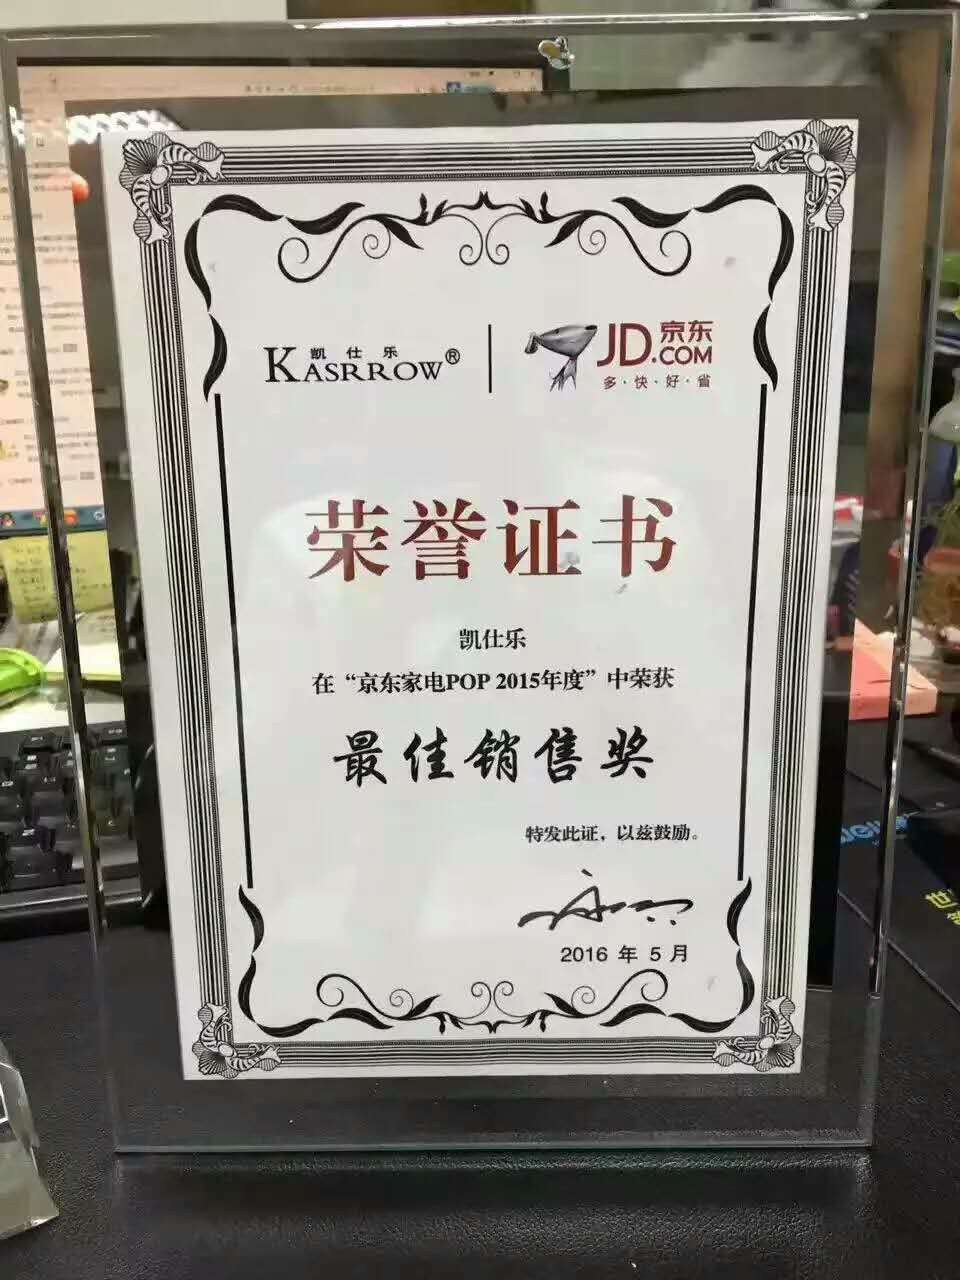 凯仕乐
KASRROW®
JD 京东
.COM
多·快·好·省
荣誉证书
凯仕乐
在“京东家电POP 2015年度”中荣获
最佳销售奖
特发此证，以兹鼓励。
2016 年 5 月